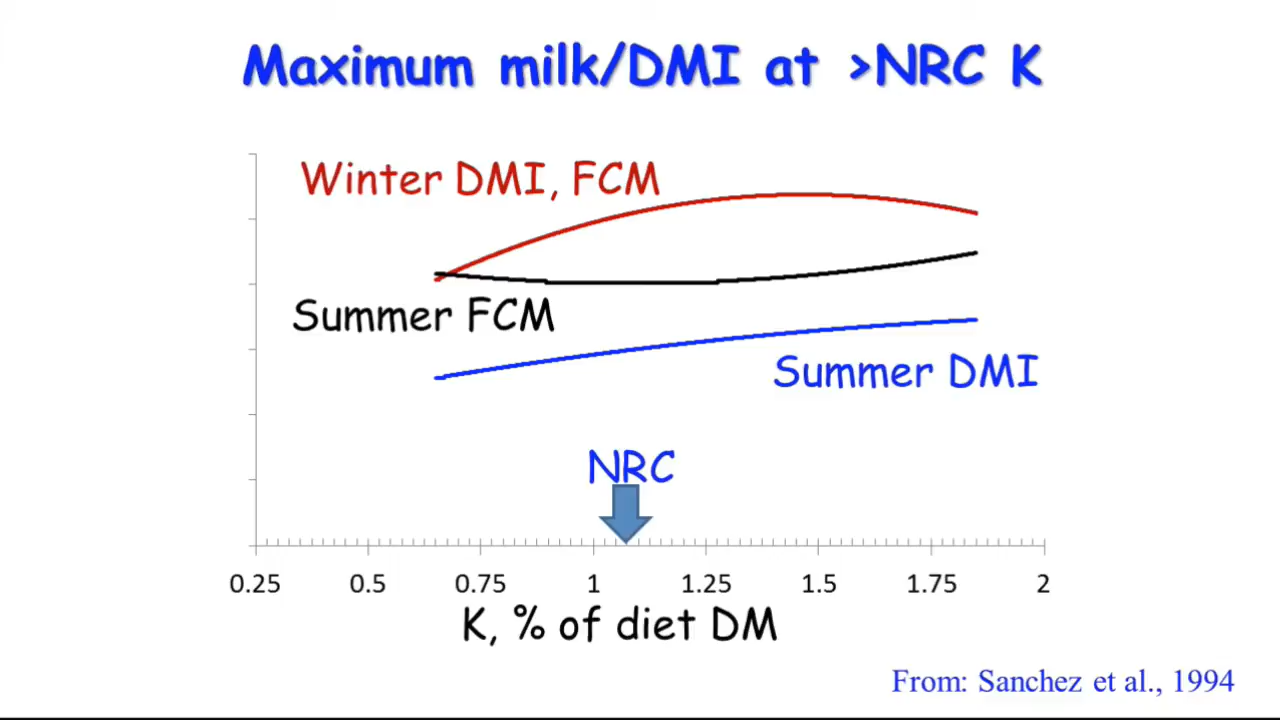 Maximum milk/DMI at >NRC K
Winter DMI, FCM
Summer FCM
Summer DMI
NRC
0.25 0.5 0.75 1 1.25 1.5 1.75 2
K, % of diet DM
From: Sanchez et al., 1994